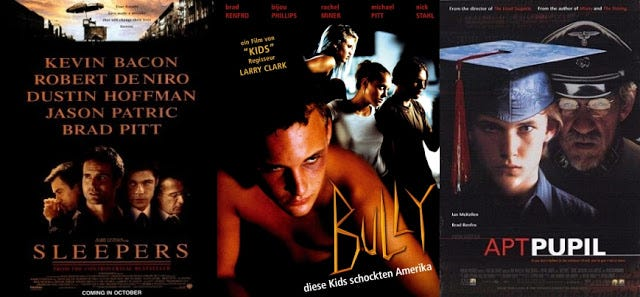 KEVIN BACON
ROBERT DE NIRO
DUSTIN HOFFMAN
JASON PATRIC
BRAD PITT
SLEEPERS
FROM THE CONTROVERSIAL BESTSELLER
COMING IN OCTOBER
brad RENFRO
bijou PHILLIPS
rachel MINER
michael PITT
nick STAHL
ein Film von
"KIDS"
Regisseur
LARRY CLARK
BULLY
diese Kids schockten Amerika
From the director of The Usual Suspects. From the author of Misery and The Shining.
Ian McKellen
Brad Renfro
APT PUPIL